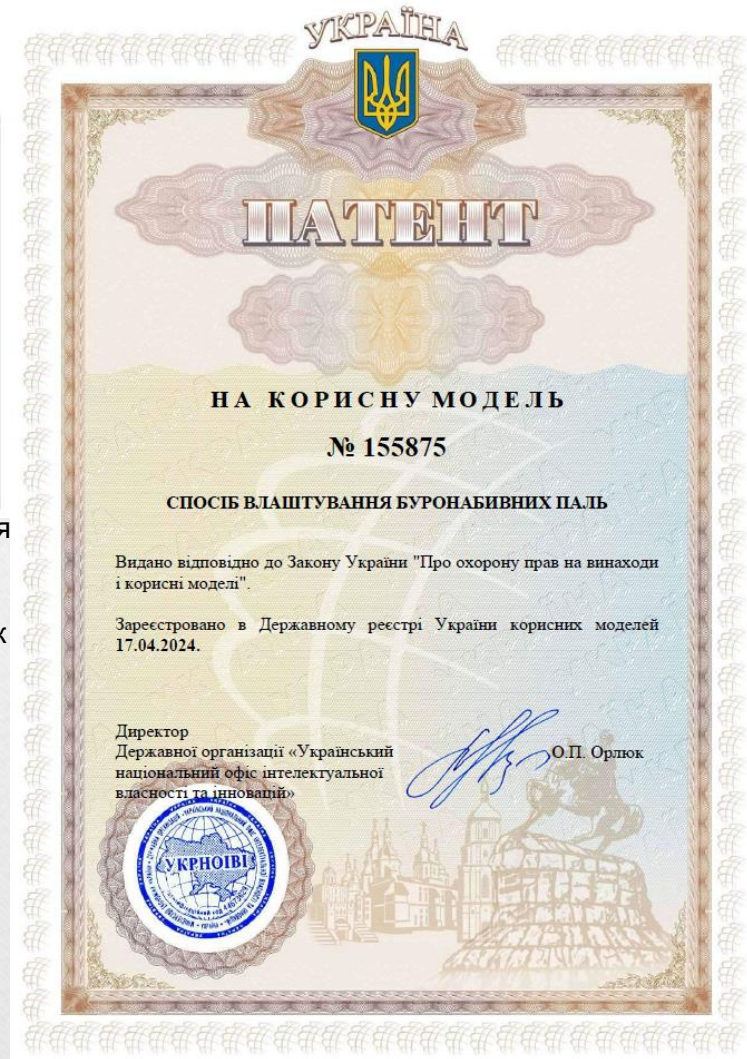 УКРАЇНА
ПАТЕНТ
НА КОРИСНУ МОДЕЛЬ
№ 155875
СПОСІБ ВЛАШТУВАННЯ БУРОНАБИВНИХ ПАЛЬ
я
Видано відповідно до Закону України "Про охорону прав на винаходи
і корисні моделі".
Зареєстровано в Державному реєстрі України корисних моделей
х
17.04.2024.
Директор
Державної організації «Український
національний офіс інтелектуальної
власності та інновацій»
О.П. Орлюк
УКРНОІВІ